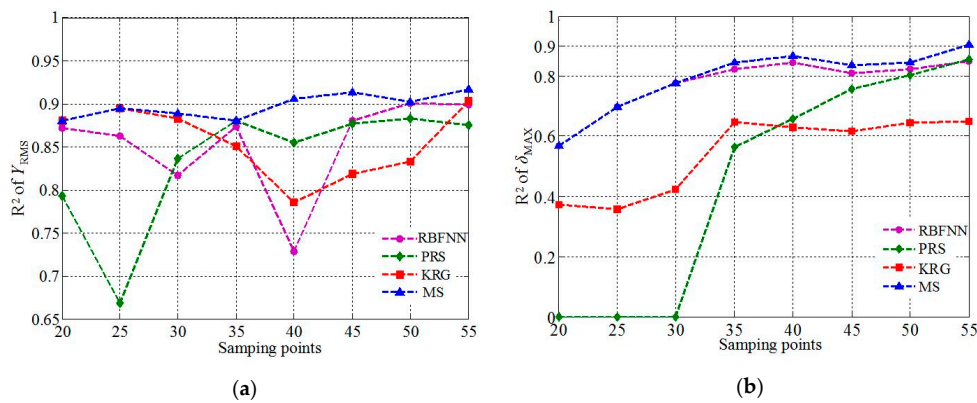 (a)
R² of Y_RMS
1
0.95
0.9
0.85
0.8
0.75
0.7
0.65
20 25 30 35 40 45 50 55
Samping points
RBFNN
PRS
KRG
MS
(b)
R² of δ_MAX
1
0.9
0.8
0.6
0.4
0.2
0
20 25 30 35 40 45 50 55
Samping points
RBFNN
PRS
KRG
MS